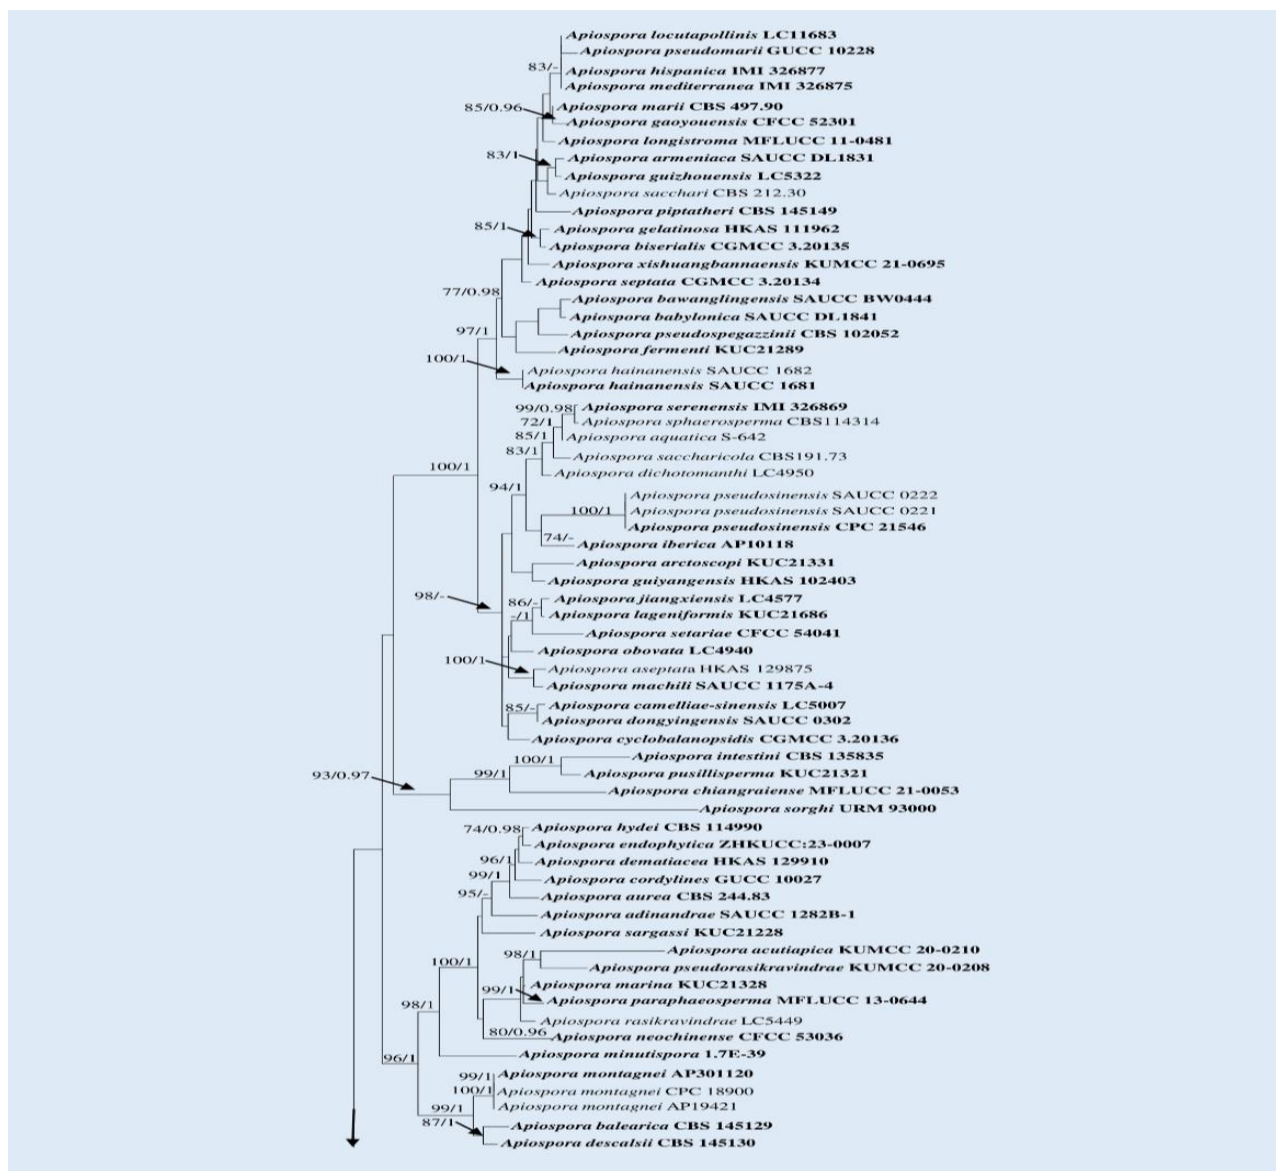 Apiospora locutapollinis LC11683
Apiospora pseudomarii GUCC 10228
83/-
Apiospora hispanica IMI 326877
Apiospora mediterranea IMI 326875
85/0.96
Apiospora marii CBS 497.90
Apiospora gaoyouensis CFCC 52301
Apiospora longistroma MFLUCC 11-0481
83/1
Apiospora armeniaca SAUCC DL1831
Apiospora guizhouensis LC5322
Apiospora sacchari CBS 212.30
Apiospora piptatheri CBS 145149
85/1
Apiospora gelatinosa HKAS 111962
Apiospora biserialis CGMCC 3.20135
Apiospora xishuangbannaensis KUMCC 21-0695
Apiospora septata CGMCC 3.20134
77/0.98
Apiospora bawanglingensis SAUCC BW0444
Apiospora babylonica SAUCC DL1841
97/1
Apiospora pseudospegazzinii CBS 102052
Apiospora fermenti KUC21289
100/1
Apiospora hainanensis SAUCC 1682
Apiospora hainanensis SAUCC 1681
99/0.98
Apiospora serenensis IMI 326869
72/1
Apiospora sphaerosperma CBS114314
85/1
Apiospora aquatica S-642
83/1
Apiospora saccharicola CBS191.73
100/1
Apiospora dichotomanthi LC4950
94/1
Apiospora pseudosinensis SAUCC 0222
100/1
Apiospora pseudosinensis SAUCC 0221
Apiospora pseudosinensis CPC 21546
74/-
Apiospora iberica AP10118
Apiospora arctoscopi KUC21331
Apiospora guiyangensis HKAS 102403
98/-
86/-
Apiospora jiangxiensis LC4577
-/1
Apiospora lageniformis KUC21686
Apiospora setariae CFCC 54041
Apiospora obovata LC4940
100/1
Apiospora aseptata HKAS 129875
Apiospora machili SAUCC 1175A-4
85/-
Apiospora camelliae-sinensis LC5007
Apiospora dongyingensis SAUCC 0302
Apiospora cyclobalanopsidis CGMCC 3.20136
100/1
Apiospora intestini CBS 135835
93/0.97
99/1
Apiospora pusillisperma KUC21321
Apiospora chiangraiense MFLUCC 21-0053
Apiospora sorghi URM 93000
74/0.98
Apiospora hydei CBS 114990
Apiospora endophytica ZHKUCC:23-0007
96/1
Apiospora dematiacea HKAS 129910
99/1
Apiospora cordylines GUCC 10027
95/-
Apiospora aurea CBS 244.83
Apiospora adinandrae SAUCC 1282B-1
Apiospora sargassi KUC21228
98/1
Apiospora acutiapica KUMCC 20-0210
100/1
Apiospora pseudorasikravindrae KUMCC 20-0208
99/1
Apiospora marina KUC21328
98/1
Apiospora paraphaeosperma MFLUCC 13-0644
Apiospora rasikravindrae LC5449
80/0.96
Apiospora neochinense CFCC 53036
96/1
Apiospora minutispora 1.7E-39
99/1
Apiospora montagnei AP301120
100/1
Apiospora montagnei CPC 18900
99/1
Apiospora montagnei AP19421
87/1
Apiospora balearica CBS 145129
Apiospora descalsii CBS 145130